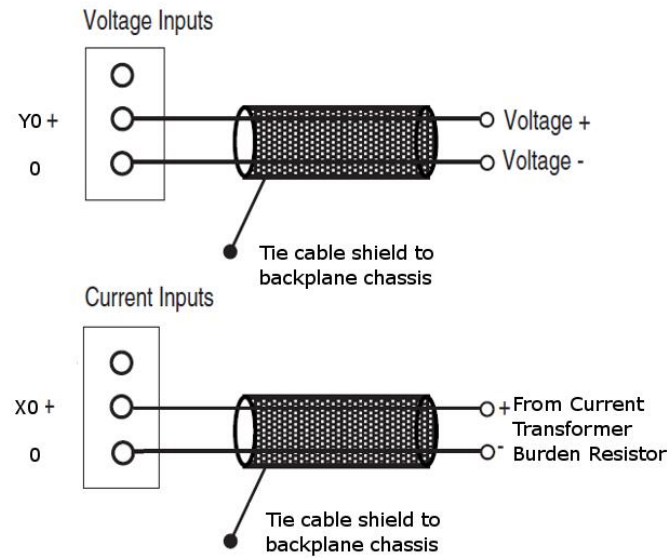 Voltage Inputs
Y0 +
Voltage +
0
Voltage -
Tie cable shield to
backplane chassis
Current Inputs
X0 +
+ From Current
Transformer
0
- Burden Resistor
Tie cable shield to
backplane chassis